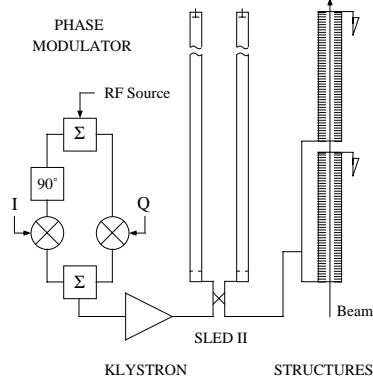 PHASE
MODULATOR
RF Source
Σ
90°
I
Q
Σ
Beam
SLED II
KLYSTRON
STRUCTURES